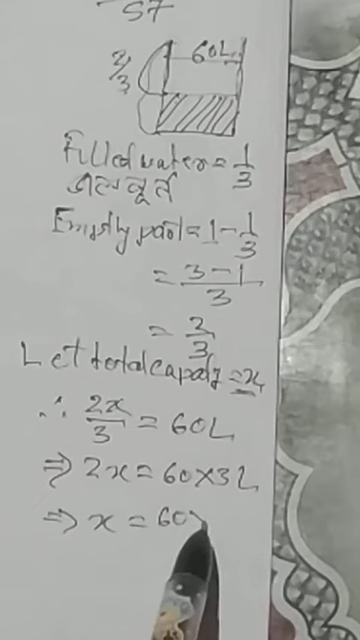 57
2/3
60L
Filled water = 1/3
জলপূর্ণ
Empty part = 1 - 1/3
= 3-1/3
= 2/3
Let total capacity = x
∴ 2x/3 = 60L
⇒ 2x = 60×3L
⇒ x = 60